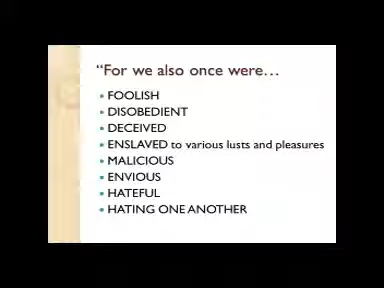 “For we also once were…
• FOOLISH
• DISOBEDIENT
• DECEIVED
• ENSLAVED to various lusts and pleasures
• MALICIOUS
• ENVIOUS
• HATEFUL
• HATING ONE ANOTHER